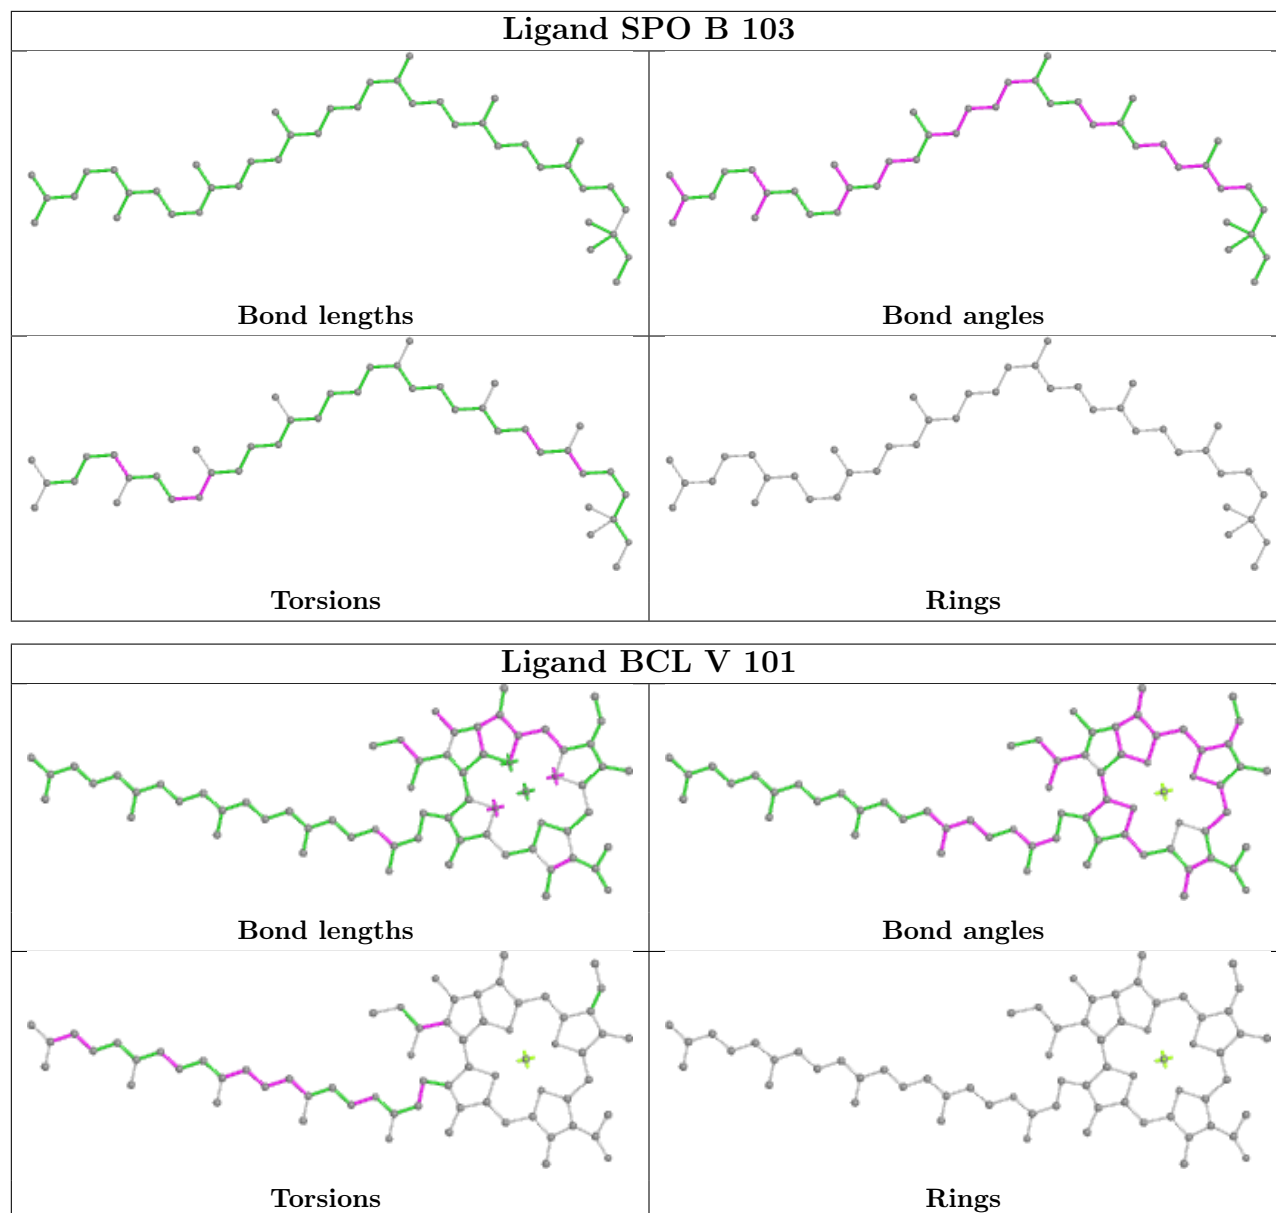 Ligand SPO B 103
Bond lengths
Bond angles
Torsions
Rings
Ligand BCL V 101
Bond lengths
Bond angles
Torsions
Rings